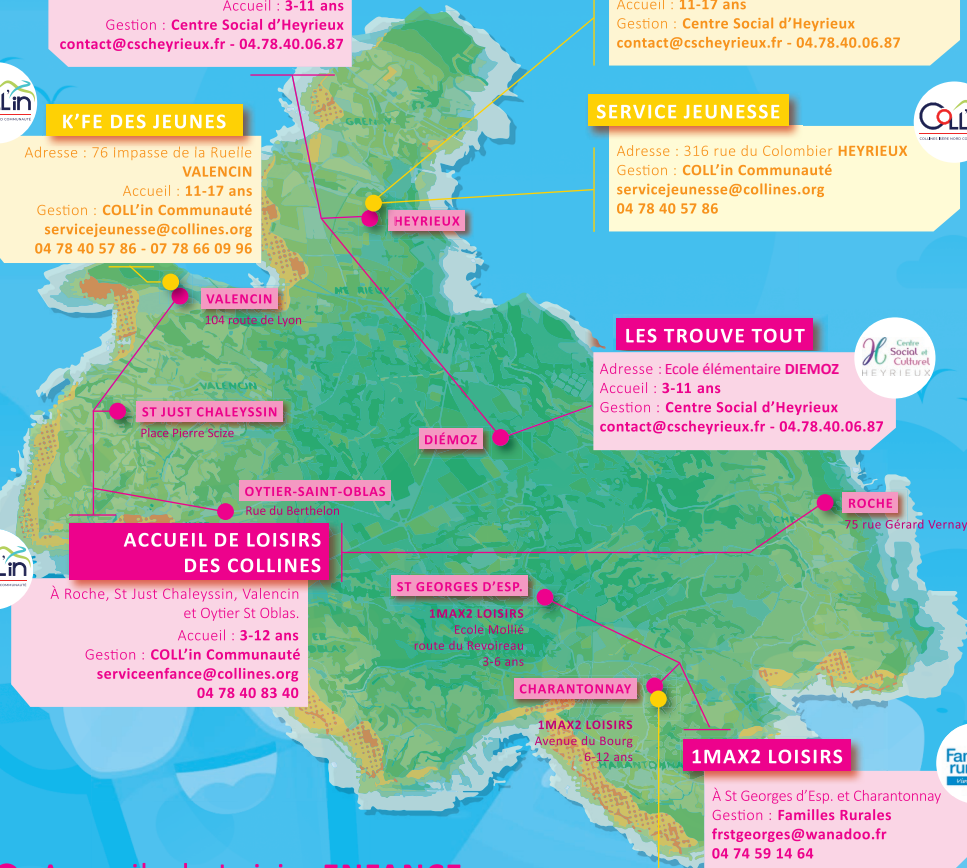 Accueil : 3-11 ans
Gestion : Centre Social d'Heyrieux
contact@cscheyrieux.fr - 04.78.40.06.87
Accueil : 11-17 ans
Gestion : Centre Social d'Heyrieux
contact@cscheyrieux.fr - 04.78.40.06.87
K'FE DES JEUNES
Adresse : 76 Impasse de la Ruelle
VALENCIN
Accueil : 11-17 ans
Gestion : COLL'in Communauté
servicejeunesse@collines.org
04 78 40 57 86 - 07 78 66 09 96
SERVICE JEUNESSE
Adresse : 316 rue du Colombier HEYRIEUX
Gestion : COLL'in Communauté
servicejeunesse@collines.org
04 78 40 57 86
GRENAY
HEYRIEUX
VALENCIN
104 route de Lyon
VALENCIN
LES TROUVE TOUT
Adresse : Ecole élémentaire DIEMOZ
Accueil : 3-11 ans
Gestion : Centre Social d'Heyrieux
contact@cscheyrieux.fr - 04.78.40.06.87
Centre
Social et
Culturel
HEYRIEUX
ST JUST CHALEYSSIN
Place Pierre Scize
DIÉMOZ
OYTIER-SAINT-OBLAS
Rue du Berthelon
ROCHE
75 rue Gérard Vernay
ACCUEIL DE LOISIRS
DES COLLINES
À Roche, St Just Chaleyssin, Valencin
et Oytier St Oblas.
Accueil : 3-12 ans
Gestion : COLL'in Communauté
serviceenfance@collines.org
04 78 40 83 40
ST GEORGES D'ESP.
1MAX2 LOISIRS
Ecole Mollié
route du Revoireau
3-6 ans
CHARANTONNAY
1MAX2 LOISIRS
Avenue du Bourg
6-12 ans
1MAX2 LOISIRS
À St Georges d'Esp. et Charantonnay
Gestion : Familles Rurales
frstgeorges@wanadoo.fr
04 74 59 14 64